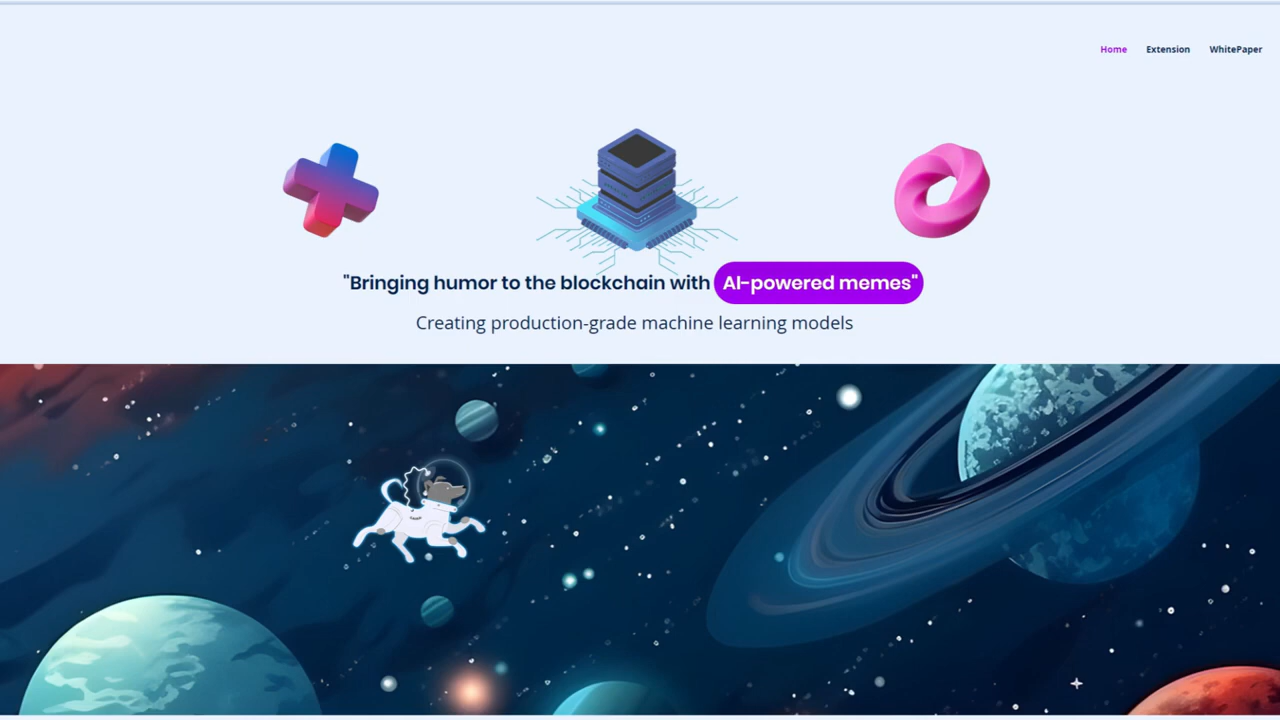 Home Extension WhitePaper
"Bringing humor to the blockchain with AI-powered memes"
Creating production-grade machine learning models